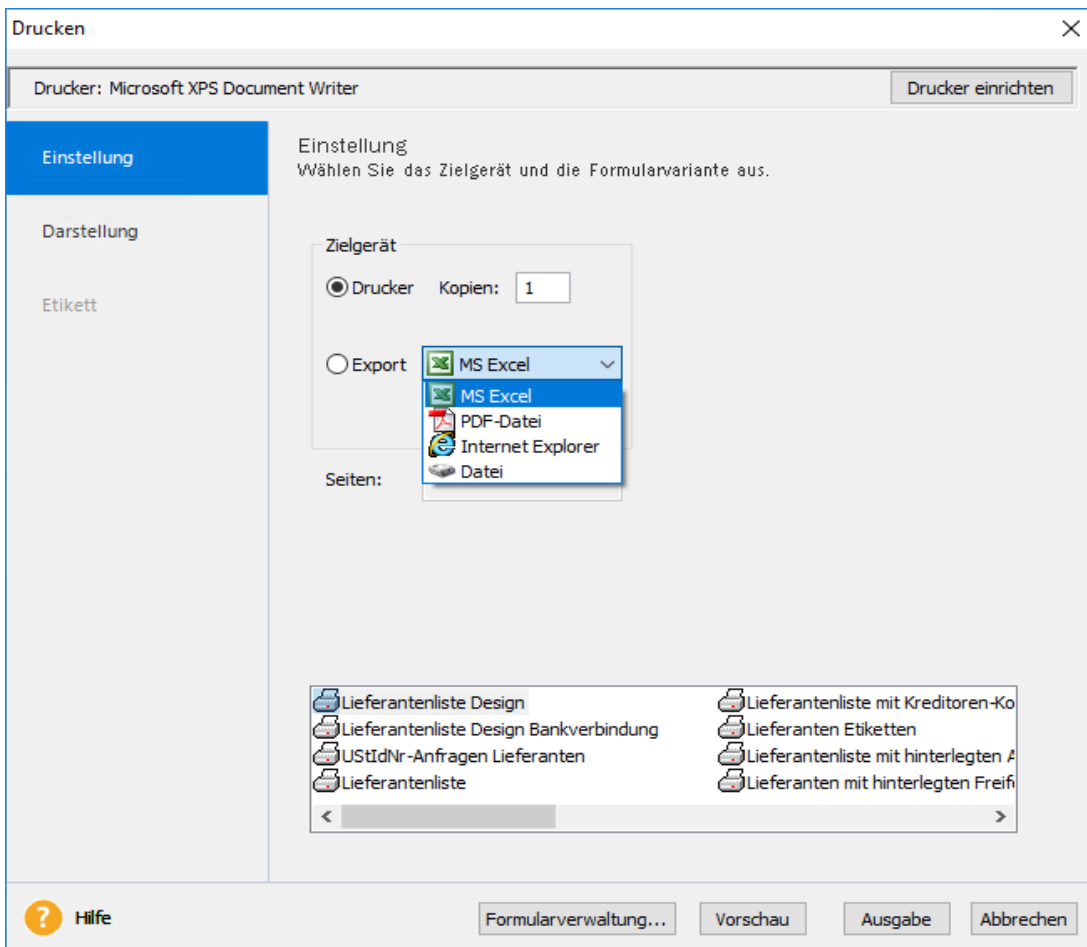 Drucken
Drucker: Microsoft XPS Document Writer
Drucker einrichten
Einstellung
Darstellung
Etikett
Einstellung
Wählen Sie das Zielgerät und die Formularvariante aus.
Zielgerät
Drucker Kopien: 1
Export MS Excel
MS Excel
PDF-Datei
Internet Explorer
Datei
Seiten:
Lieferantenliste Design
Lieferantenliste Design Bankverbindung
UStIdNr-Anfragen Lieferanten
Lieferantenliste
Lieferantenliste mit Kreditoren-Ko
Lieferanten Etiketten
Lieferantenliste mit hinterlegten A
Lieferanten mit hinterlegten Freife
? Hilfe
Formularverwaltung...
Vorschau
Ausgabe
Abbrechen